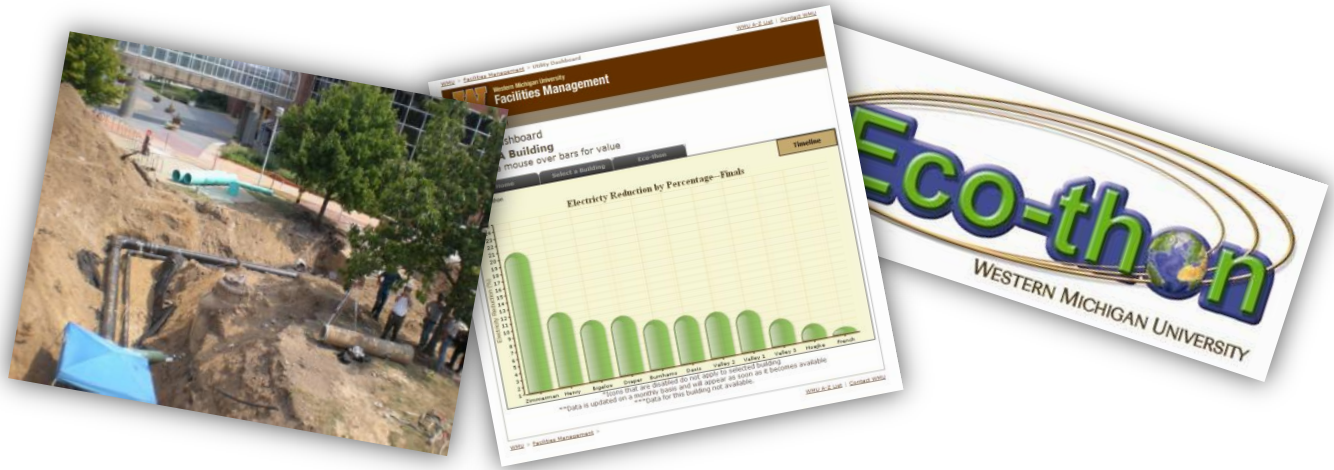 WMU A-Z List | Contact WMU
WMU > Facilities Management > Utility Dashboard
Western Michigan University
Facilities Management
shboard
A Building
mouse over bars for value
Timeline
Home
Select a Building
Eco-thon
Electricty Reduction by Percentage—Finals
Electricity Reduction (%)
Zimmerman
Henry
Bigelow
Draper
Burnhams
Davis
Valley 2
Valley 1
Valley 3
Hoekje
French
*Icons that are disabled do not apply to selected building
**Data is updated on a monthly basis and will appear as soon as it becomes available
***Data for this building not available.
WMU A-Z List | Contact WMU
WMU > Facilities Management >
Eco-thon
WESTERN MICHIGAN UNIVERSITY